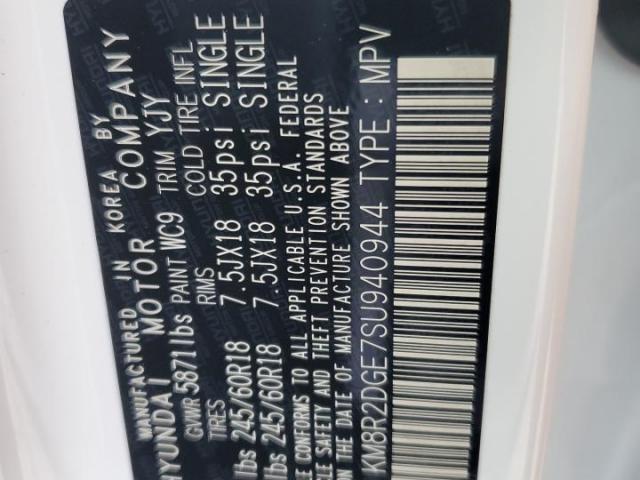 MANUFACTURED IN KOREA BY
HYUNDAI MOTOR COMPANY
GVWR 5871lbs PAINT WC9 TRIM YJY
TIRES RMS COLD TIRE INFL
lbs 245/60R18 7.5JX18 35psi SINGLE
lbs 245/60R18 7.5JX18 35psi SINGLE
CONFORMS TO ALL APPLICABLE U.S.A. FEDERAL
SAFETY AND THEFT PREVENTION STANDARDS
DATE OF MANUFACTURE SHOWN ABOVE
KM8R2DGE7SU940944 TYPE : MPV